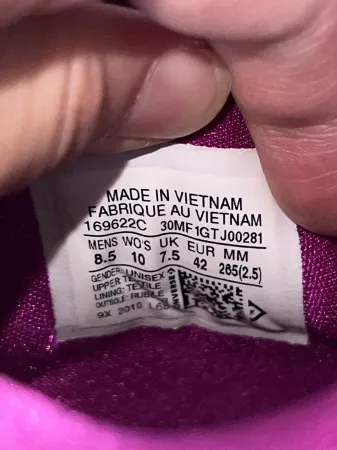 MADE IN VIETNAM
FABRIQUE AU VIETNAM
169622C 30MF1GTJ00281
MENS WO'S UK EUR MM
8.5 10 7.5 42 265(2.5)
GENDER: UNISEX
UPPER: TEXTILE
LINING: TEXTILE
OUTSOLE: RUBBER
CONVERSE